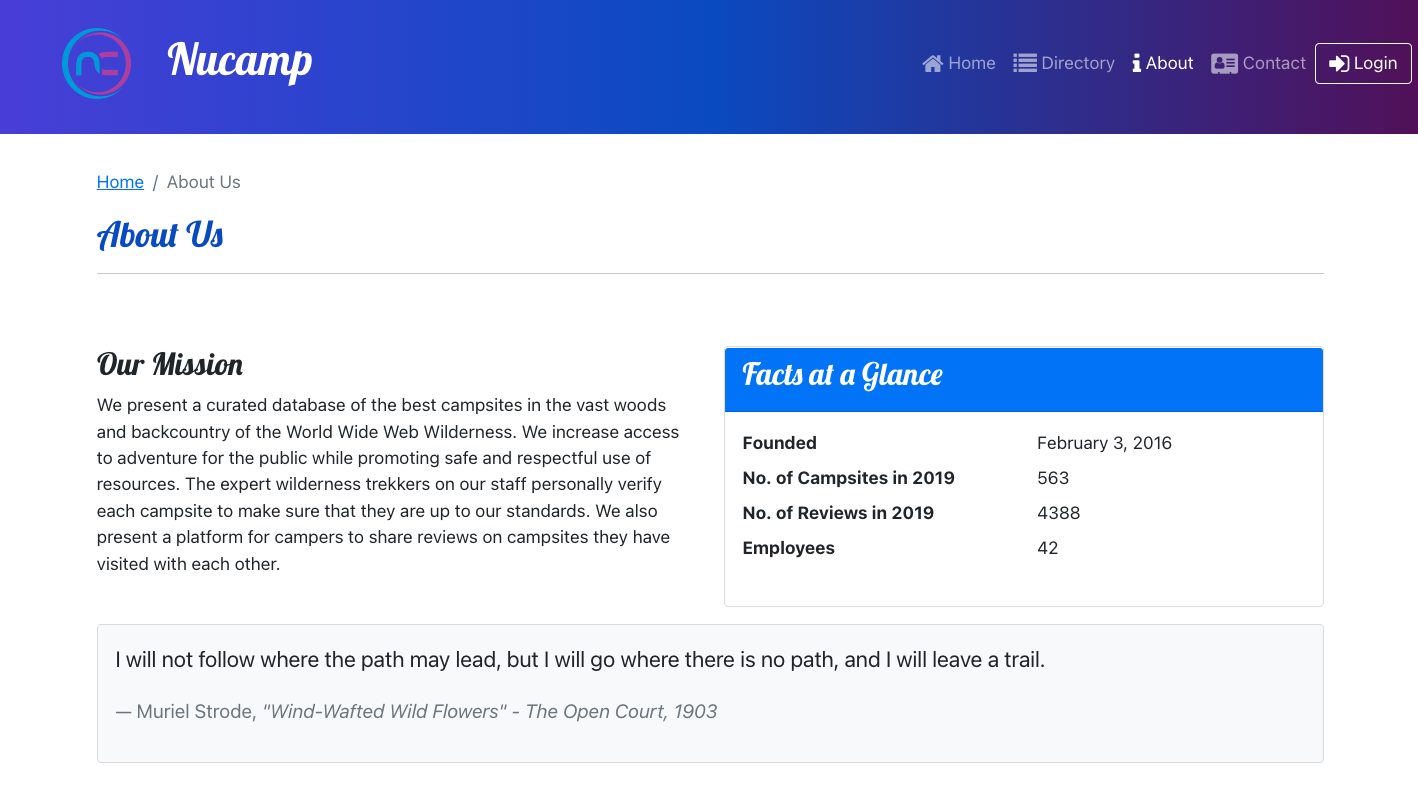 Nucamp
Home Directory About Contact Login
Home / About Us
About Us
Our Mission
We present a curated database of the best campsites in the vast woods
and backcountry of the World Wide Web Wilderness. We increase access
to adventure for the public while promoting safe and respectful use of
resources. The expert wilderness trekkers on our staff personally verify
each campsite to make sure that they are up to our standards. We also
present a platform for campers to share reviews on campsites they have
visited with each other.
Facts at a Glance
Founded February 3, 2016
No. of Campsites in 2019 563
No. of Reviews in 2019 4388
Employees 42
I will not follow where the path may lead, but I will go where there is no path, and I will leave a trail.
— Muriel Strode, "Wind-Wafted Wild Flowers" - The Open Court, 1903